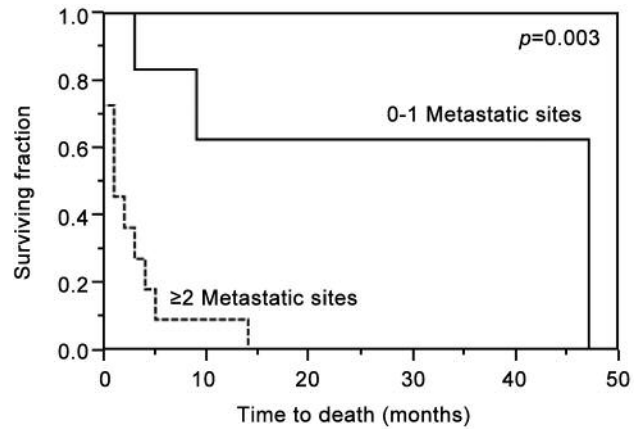 1.0
p=0.003
0.8
0-1 Metastatic sites
0.6
Surviving fraction
0.4
0.2
≥2 Metastatic sites
0.0
0 10 20 30 40 50
Time to death (months)